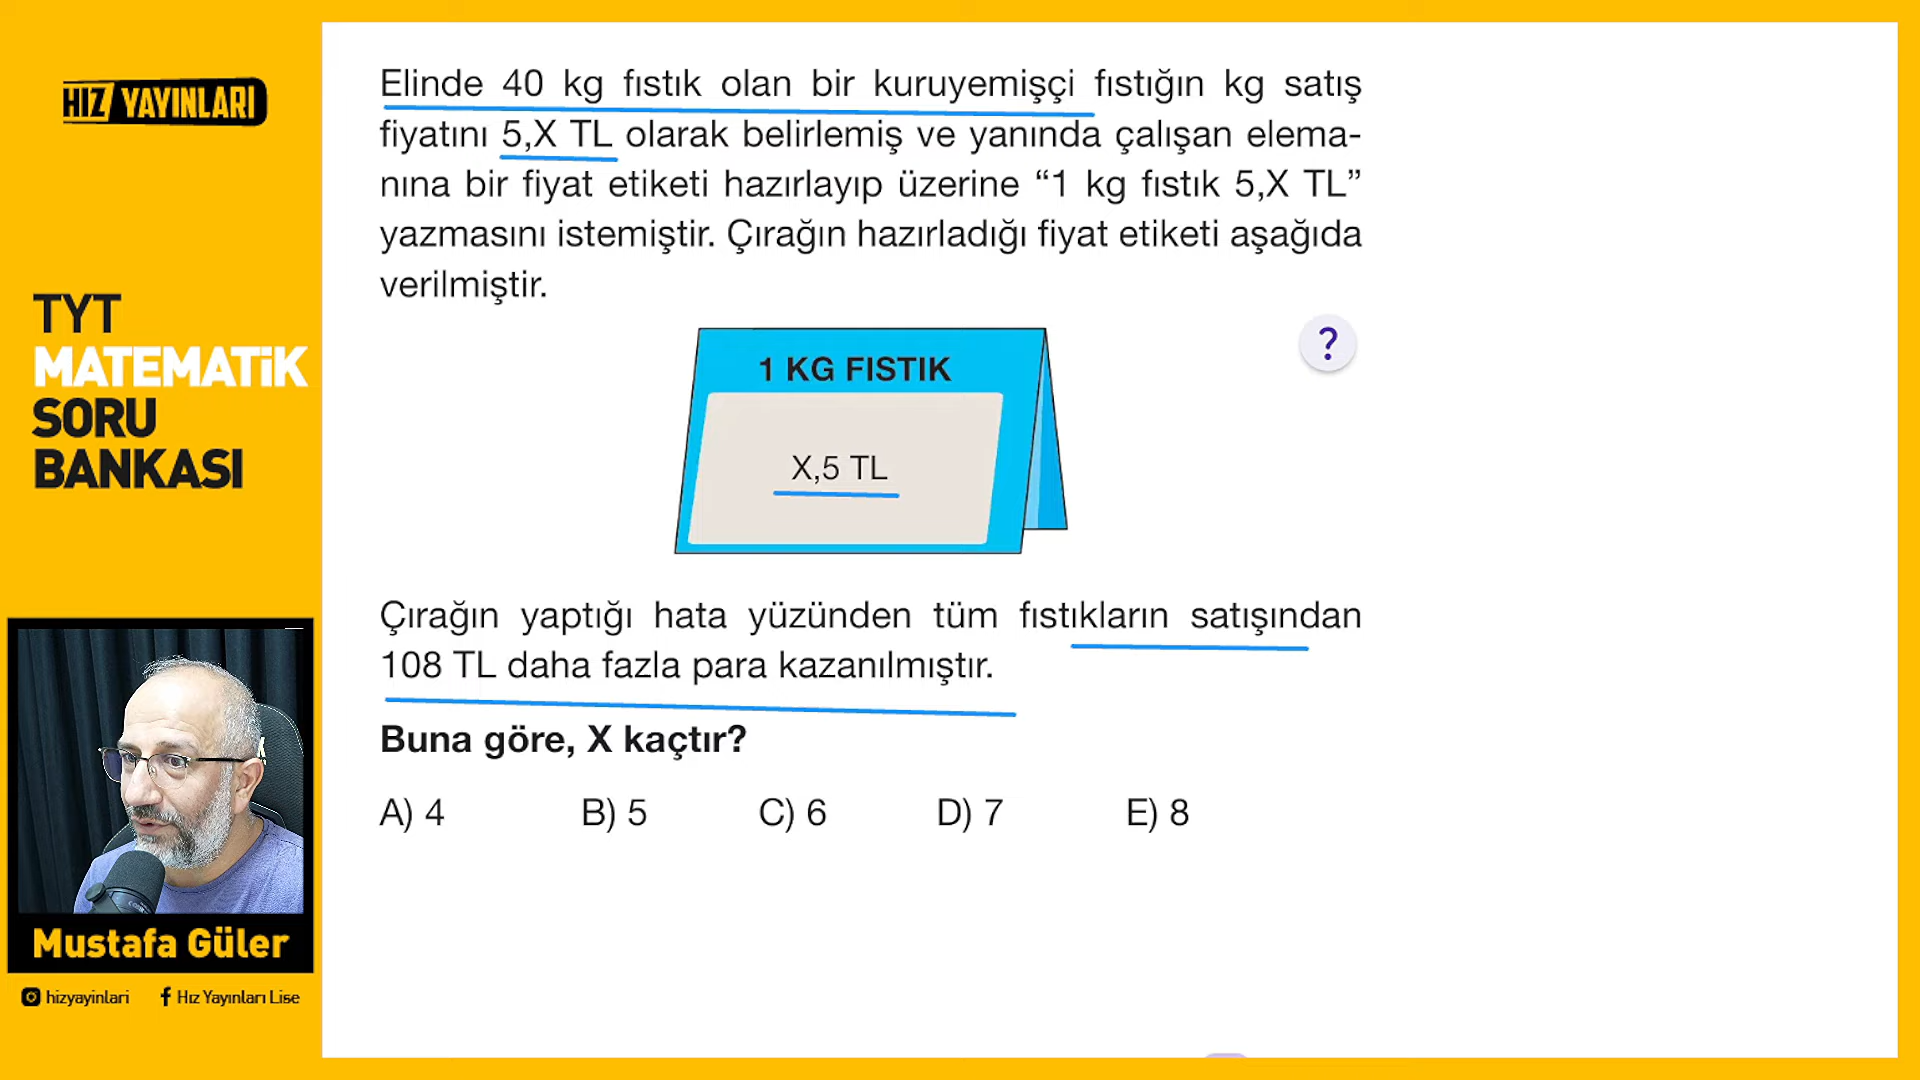 HIZ YAYINLARI
TYT
MATEMATİK
SORU
BANKASI
Elinde 40 kg fıstık olan bir kuruyemişçi fıstığın kg satış
fiyatını 5,X TL olarak belirlemiş ve yanında çalışan elema-
nına bir fiyat etiketi hazırlayıp üzerine “1 kg fıstık 5,X TL”
yazmasını istemiştir. Çırağın hazırladığı fiyat etiketi aşağıda
verilmiştir.
?
1 KG FISTIK
X,5 TL
Çırağın yaptığı hata yüzünden tüm fıstıkların satışından
108 TL daha fazla para kazanılmıştır.
Buna göre, X kaçtır?
A) 4 B) 5 C) 6 D) 7 E) 8
Mustafa Güler
hizyayinlari Hız Yayınları Lise